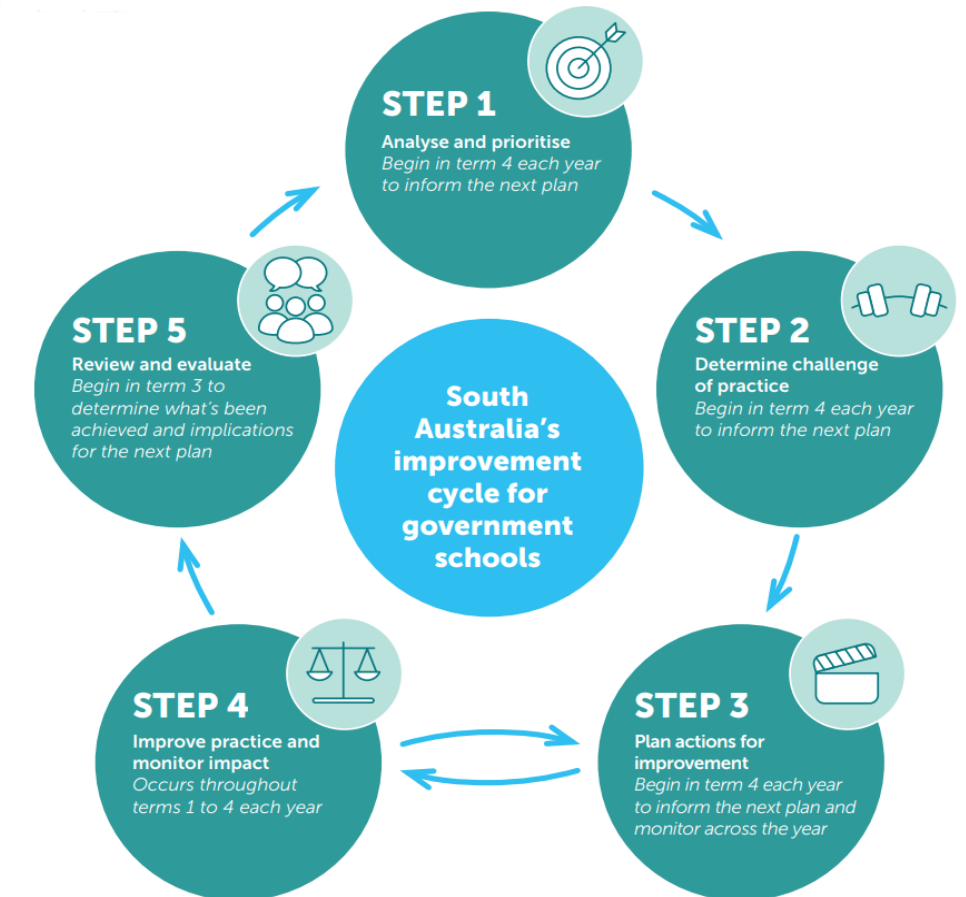 STEP 1
Analyse and prioritise
Begin in term 4 each year
to inform the next plan
STEP 2
Determine challenge
of practice
Begin in term 4 each year
to inform the next plan
STEP 3
Plan actions for
improvement
Begin in term 4 each year
to inform the next plan and
monitor across the year
STEP 4
Improve practice and
monitor impact
Occurs throughout
terms 1 to 4 each year
STEP 5
Review and evaluate
Begin in term 3 to
determine what's been
achieved and implications
for the next plan
South
Australia's
improvement
cycle for
government
schools